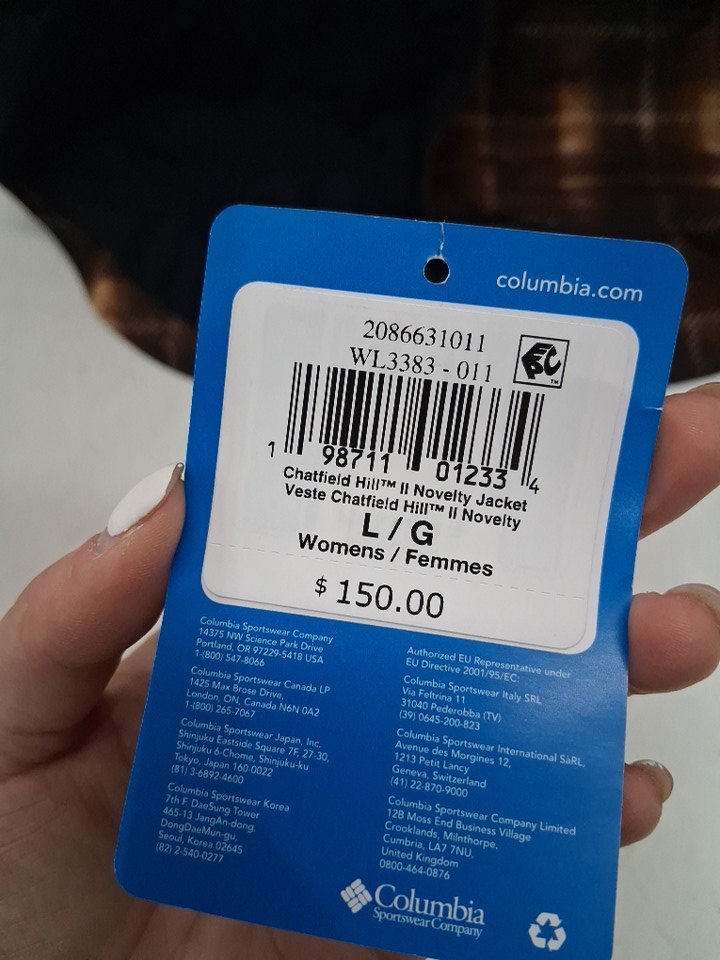 columbia.com
2086631011
WL3383 - 011
EPC
TM
1 98711 01233 4
Chatfield Hill™ II Novelty Jacket
Veste Chatfield Hill™ II Novelty
L / G
Womens / Femmes
$ 150.00
Columbia Sportswear Company
14375 NW Science Park Drive
Portland, OR 97229-5418 USA
1-(800) 547-8066
Columbia Sportswear Canada LP
1425 Max Brose Drive,
London, ON, Canada N6N 0A2
1-(800) 265-7067
Columbia Sportswear Japan, Inc.
Shinjuku Eastside Square 7F, 27-30,
Shinjuku 6-Chome, Shinjuku-ku
Tokyo, Japan 160-0022
(81) 3-6892-4600
Columbia Sportswear Korea
7th F. DaeSung Tower
465-13 JangAn-dong,
DongDaeMun-gu,
Seoul, Korea 02645
(82) 2-540-0277
Authorized EU Representative under
EU Directive 2001/95/EC:
Columbia Sportswear Italy SRL
Via Feltrina 11
31040 Pederobba (TV)
(39) 0645-200-823
Columbia Sportswear International SàRL,
Avenue des Morgines 12,
1213 Petit Lancy
Geneva, Switzerland
(41) 22-870-9000
Columbia Sportswear Company Limited
12B Moss End Business Village
Crooklands, Milnthorpe,
Cumbria, LA7 7NU,
United Kingdom
0800-464-0876
Columbia
Sportswear Company